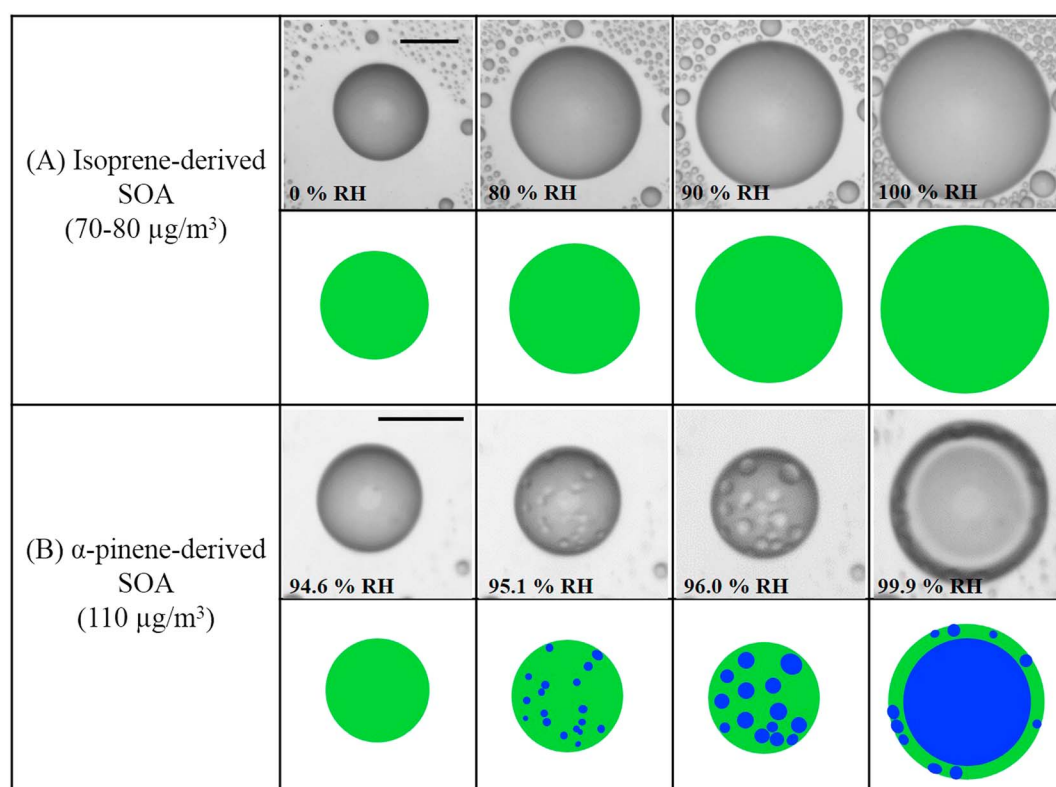 (A) Isoprene-derived
SOA
(70-80 µg/m³)
0 % RH
80 % RH
90 % RH
100 % RH
(B) α-pinene-derived
SOA
(110 µg/m³)
94.6 % RH
95.1 % RH
96.0 % RH
99.9 % RH